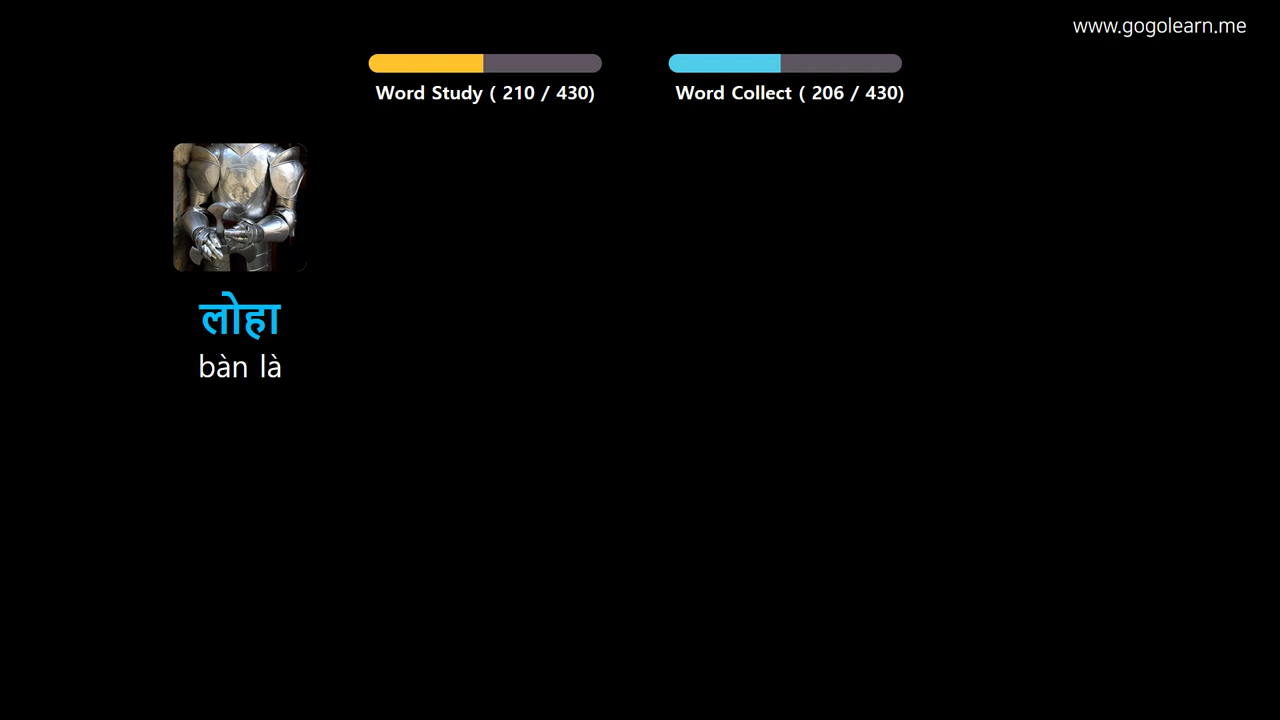 www.gogolearn.me
Word Study ( 210 / 430)
Word Collect ( 206 / 430)
लोहा
bàn là